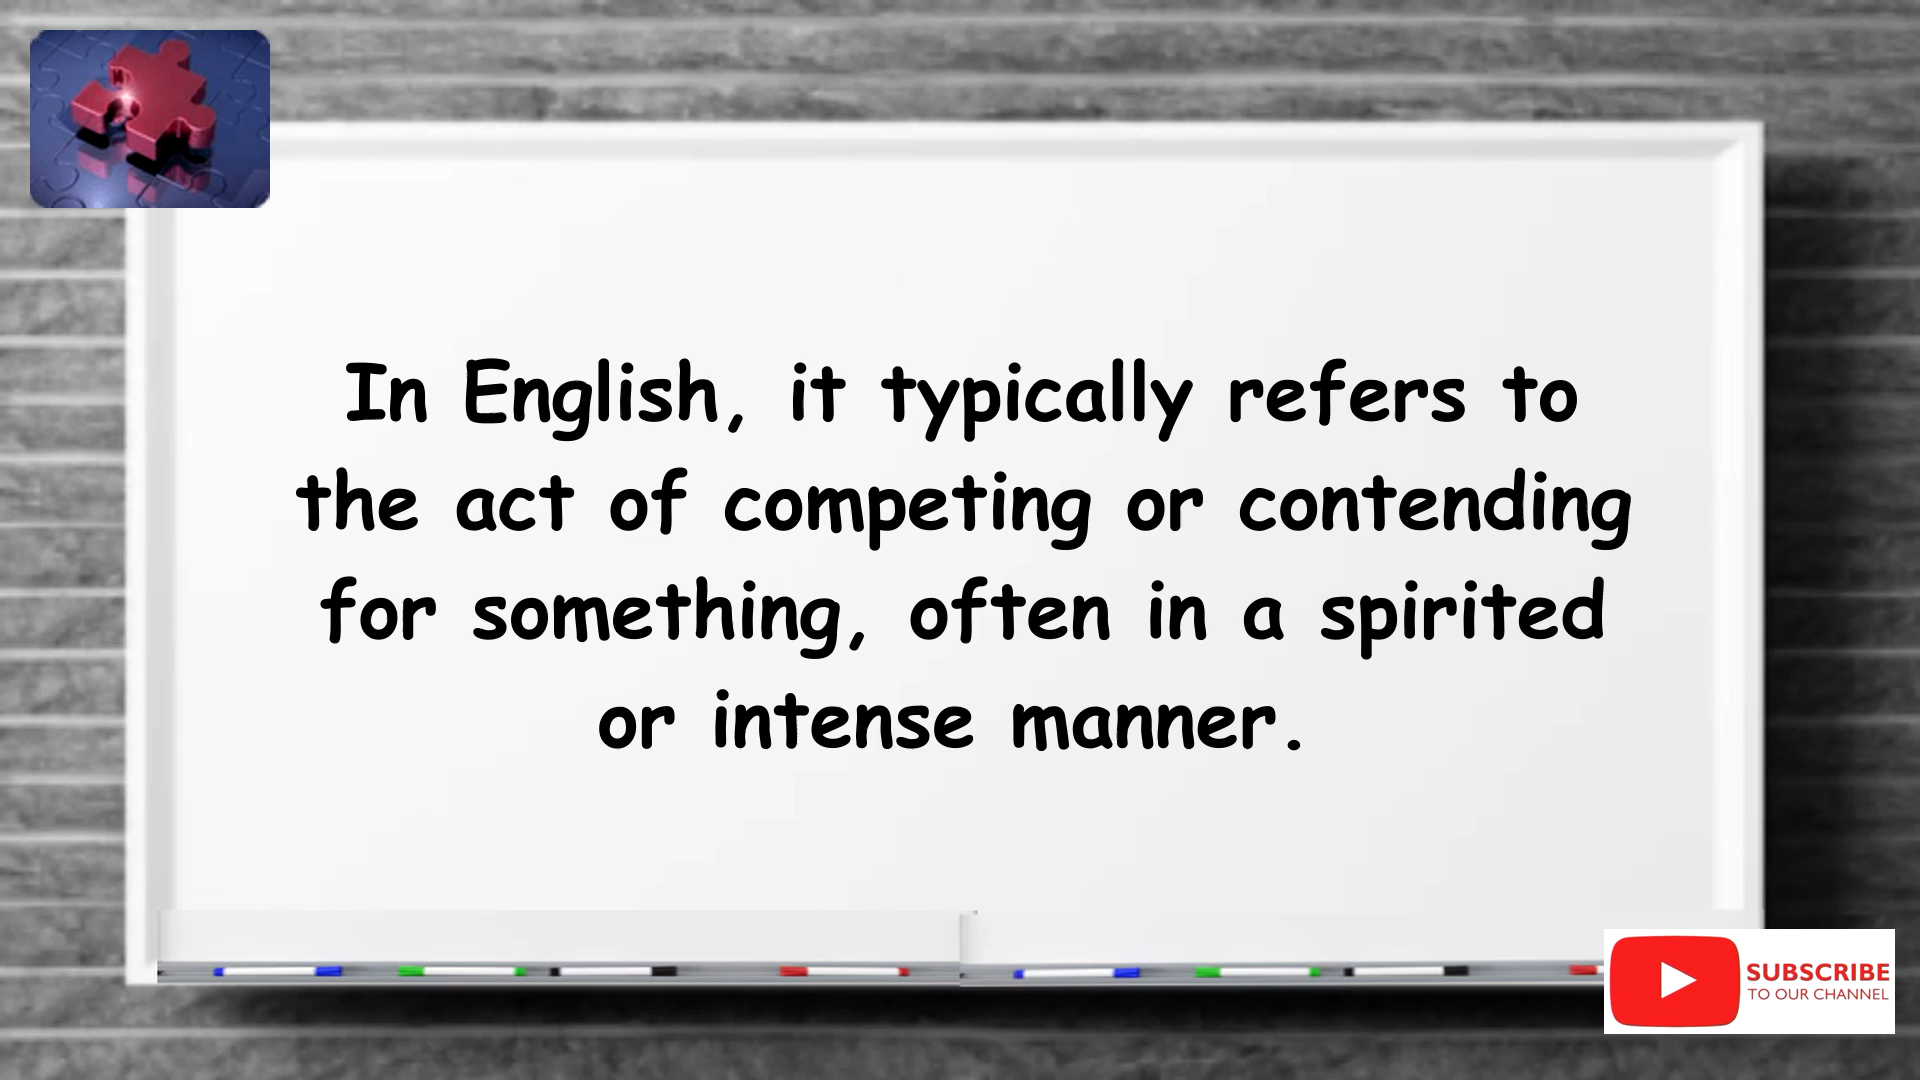 In English, it typically refers to
the act of competing or contending
for something, often in a spirited
or intense manner.
SUBSCRIBE
TO OUR CHANNEL